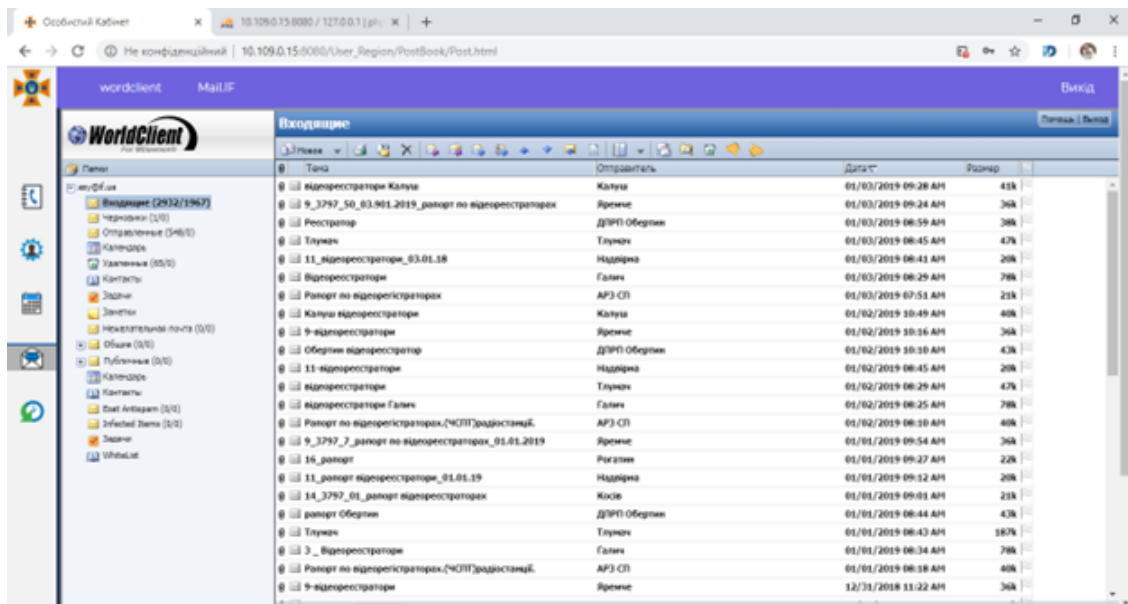 Особистий Кабінет
10.109.0.15:8080 / 127.0.0.1 | ph
Не конфіденційний | 10.109.0.15:8080/User_Region/PostBook/Post.html
wordclient MailJF Вихід
WorldClient
Входящие Помощь | Выход
Новое
Папки Тема Отправитель Дата Размер
Входящие (2932/1967)
Черновики (1/0)
Отправленные (548/0)
Календарь
Удаленные (65/0)
Контакты
Задачи
Заметки
Нежелательная почта (0/0)
Общие (0/0)
Публичные (0/0)
Календарь
Контакты
Infected Items (0/0)
Задачи
WhiteList
відеореєстратори Калуш Калуш 01/03/2019 09:28 AM 41k
9_3797_50_03.901.2019_рапорт по відеореєстраторах Яремче 01/03/2019 09:24 AM 36k
Реєстратор ДПРП Обертин 01/03/2019 08:59 AM 38k
Тлумач Тлумач 01/03/2019 08:45 AM 47k
11_відеореєстратори_03.01.18 Надвірна 01/03/2019 08:41 AM 20k
Відеореєстратори Галич 01/03/2019 08:29 AM 78k
Рапорт по відеорегістраторах АРЗ СП 01/03/2019 07:51 AM 21k
Калуш відеореєстратори Калуш 01/02/2019 10:49 AM 40k
9-відеореєстратори Яремче 01/02/2019 10:16 AM 36k
Обертин відеореєстратор ДПРП Обертин 01/02/2019 10:10 AM 43k
11-відеореєстратори Надвірна 01/02/2019 08:45 AM 20k
відеореєстратори Тлумач 01/02/2019 08:29 AM 47k
відеореєстратори Галич Галич 01/02/2019 08:25 AM 78k
Рапорт по відеорегістраторах.(ЧСПТ)радіостанції. АРЗ СП 01/02/2019 08:10 AM 40k
9_3797_7_рапорт по відеореєстраторах_01.01.2019 Яремче 01/01/2019 09:54 AM 36k
16_рапорт Рогатин 01/01/2019 09:27 AM 22k
11_рапорт відеореєстратори_01.01.19 Надвірна 01/01/2019 09:12 AM 20k
14_3797_01_рапорт відеореєстраторах Косів 01/01/2019 09:01 AM 21k
рапорт Обертин ДПРП Обертин 01/01/2019 08:44 AM 43k
Тлумач Тлумач 01/01/2019 08:43 AM 187k
3 _ Відеореєстратори Галич 01/01/2019 08:34 AM 78k
Рапорт по відеорегістраторах.(ЧСПТ)радіостанції. АРЗ СП 01/01/2019 08:18 AM 40k
9-відеореєстратори Яремче 12/31/2018 11:22 AM 36k